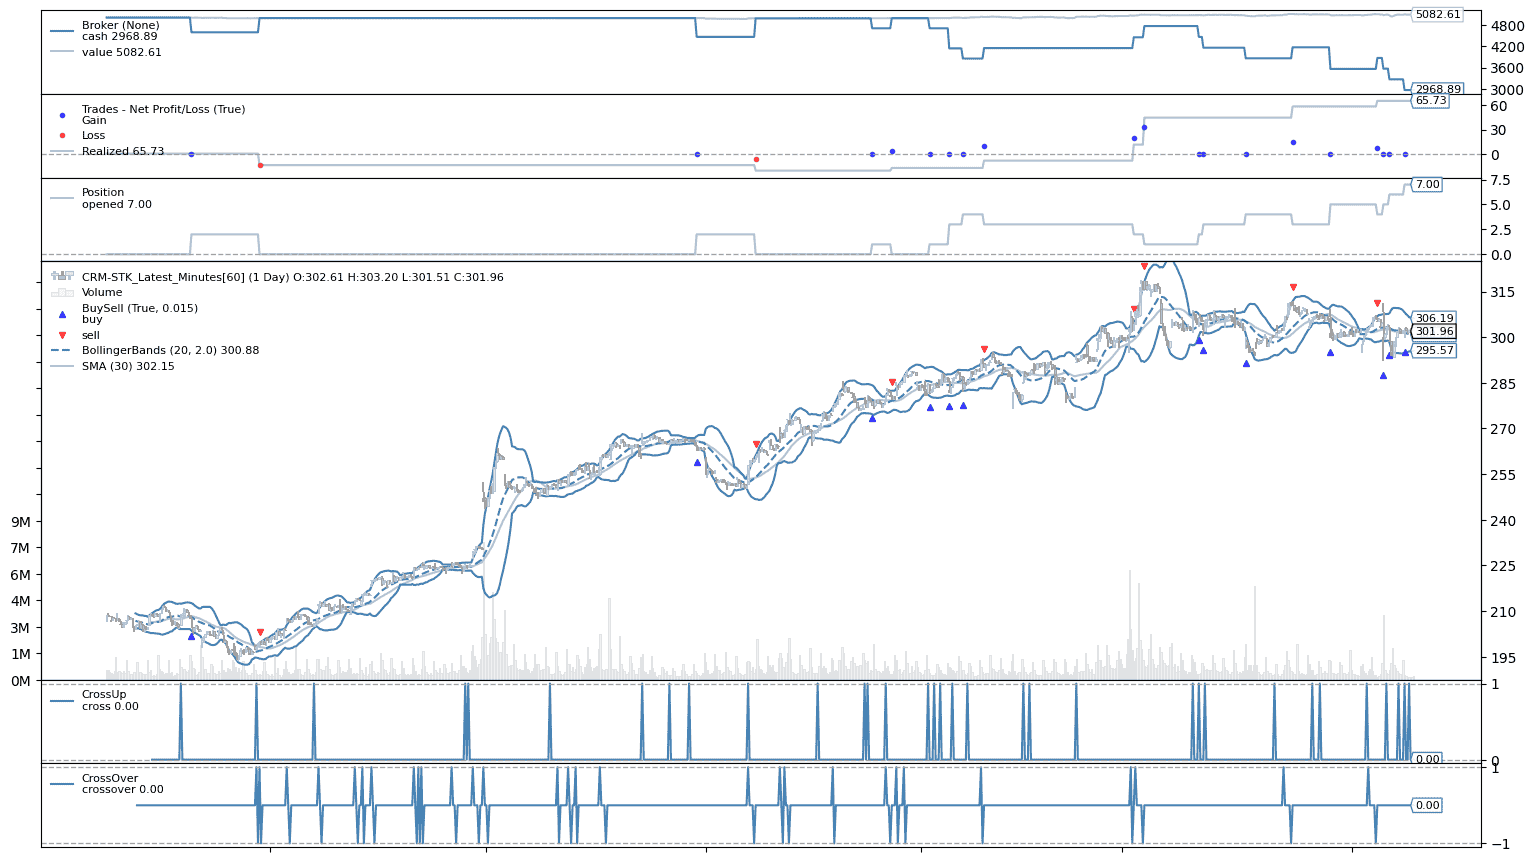 Broker (None)
cash 2968.89
value 5082.61
5082.61
4800
4200
3600
3000
2968.89
Trades - Net Profit/Loss (True)
Gain
Loss
Realized 65.73
65.73
60
30
0
Position
opened 7.00
7.00
7.5
5.0
2.5
0.0
CRM-STK_Latest_Minutes[60] (1 Day) O:302.61 H:303.20 L:301.51 C:301.96
Volume
BuySell (True, 0.015)
buy
sell
BollingerBands (20, 2.0) 300.88
SMA (30) 302.15
315
306.19
301.96
300
295.57
285
270
255
240
225
210
195
9M
7M
6M
4M
3M
1M
0M
CrossUp
cross 0.00
1
0
0.00
CrossOver
crossover 0.00
1
0.00
−1